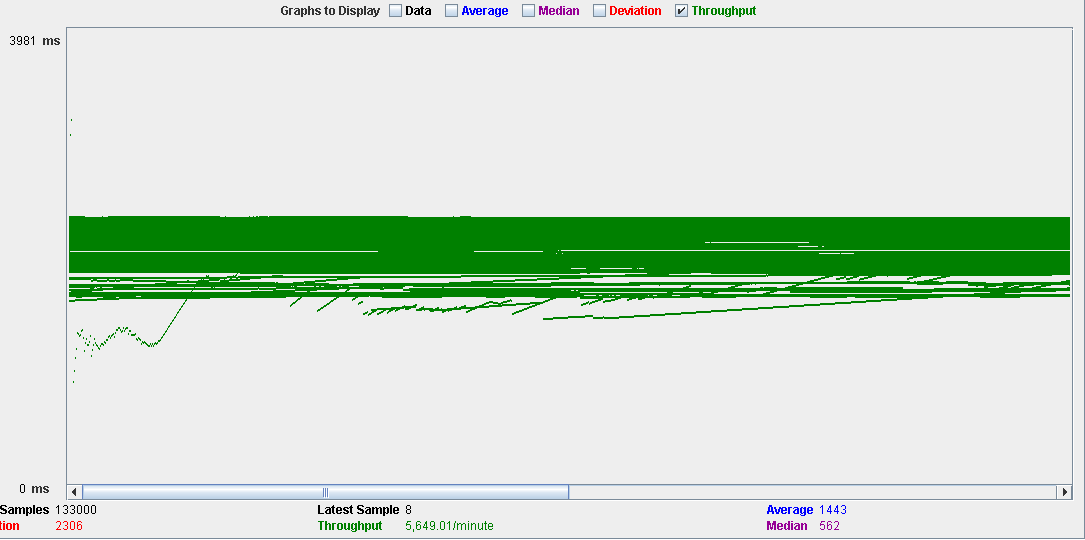 Graphs to Display Data Average Median Deviation Throughput
3981 ms
0 ms
Samples 133000 Latest Sample 8 Average 1443
tion 2306 Throughput 5,649.01/minute Median 562